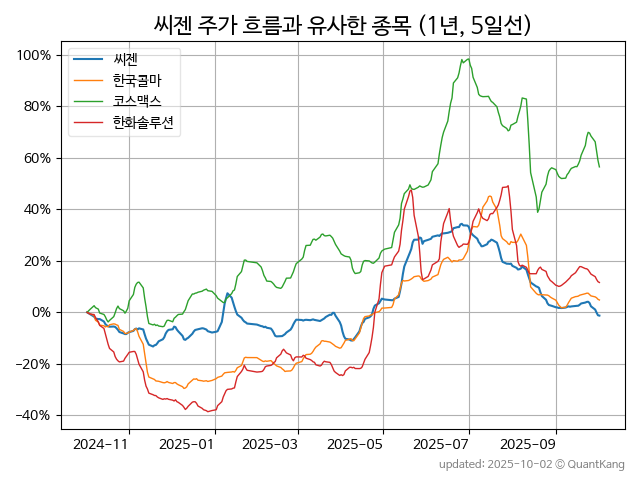 씨젠 주가 흐름과 유사한 종목 (1년, 5일선)
씨젠
한국콜마
코스맥스
한화솔루션
100%
80%
60%
40%
20%
0%
−20%
−40%
2024-11
2025-01
2025-03
2025-05
2025-07
2025-09
updated: 2025-10-02 © QuantKang